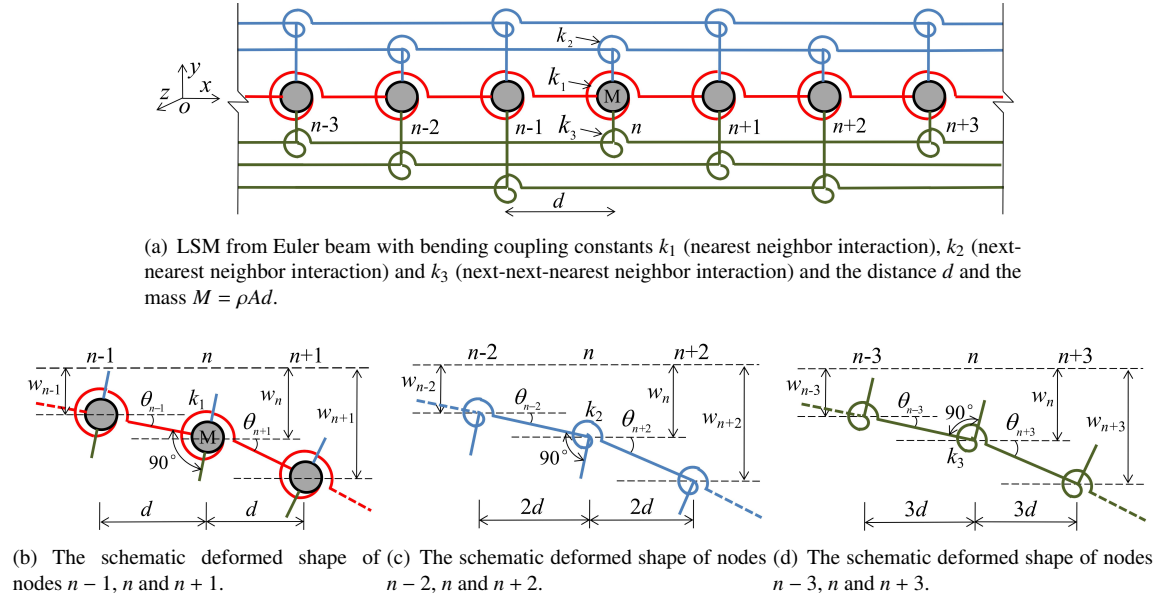 k₂
y
k₁
x
M
z
o
n-3
n-2
n-1
k₃
n
n+1
n+2
n+3
d
(a) LSM from Euler beam with bending coupling constants k₁ (nearest neighbor interaction), k₂ (next-
nearest neighbor interaction) and k₃ (next-next-nearest neighbor interaction) and the distance d and the
mass M = ρAd.
n-1 n n+1
wₙ₋₁ θₙ₋₁ k₁ wₙ wₙ₊₁
M θₙ₊₁
90°
d d
n-2 n n+2
wₙ₋₂ θₙ₋₂ k₂ wₙ wₙ₊₂
θₙ₊₂
90°
2d 2d
n-3 n n+3
wₙ₋₃ θₙ₋₃ 90° wₙ wₙ₊₃
θₙ₊₃
k₃
3d 3d
(b) The schematic deformed shape of
nodes n − 1, n and n + 1.
(c) The schematic deformed shape of nodes
n − 2, n and n + 2.
(d) The schematic deformed shape of nodes
n − 3, n and n + 3.